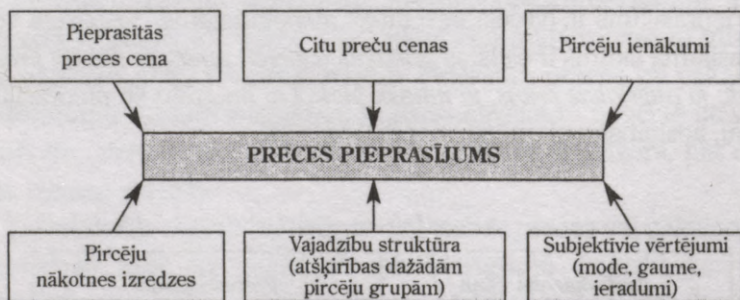 Pieprasitās
preces cena
Citu preču cenas
Pircēju ienākumi
PRECES PIEPRASĪJUMS
Pircēju
nākotnes izredzes
Vajadzību struktūra
(atšķirības dažādām
pircēju grupām)
Subjektīvie vērtējumi
(mode, gaume,
ieradumi)